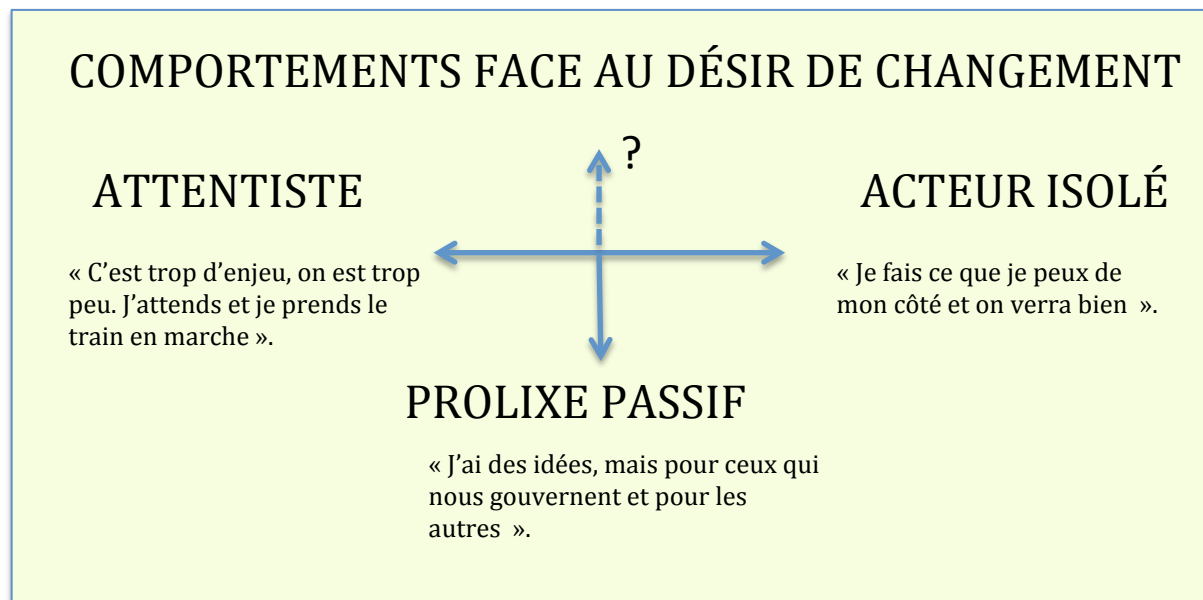 COMPORTEMENTS FACE AU DÉSIR DE CHANGEMENT
?
ATTENTISTE
« C’est trop d’enjeu, on est trop
peu. J’attends et je prends le
train en marche ».
ACTEUR ISOLÉ
« Je fais ce que je peux de
mon côté et on verra bien  ».
PROLIXE PASSIF
« J’ai des idées, mais pour ceux qui
nous gouvernent et pour les
autres  ».